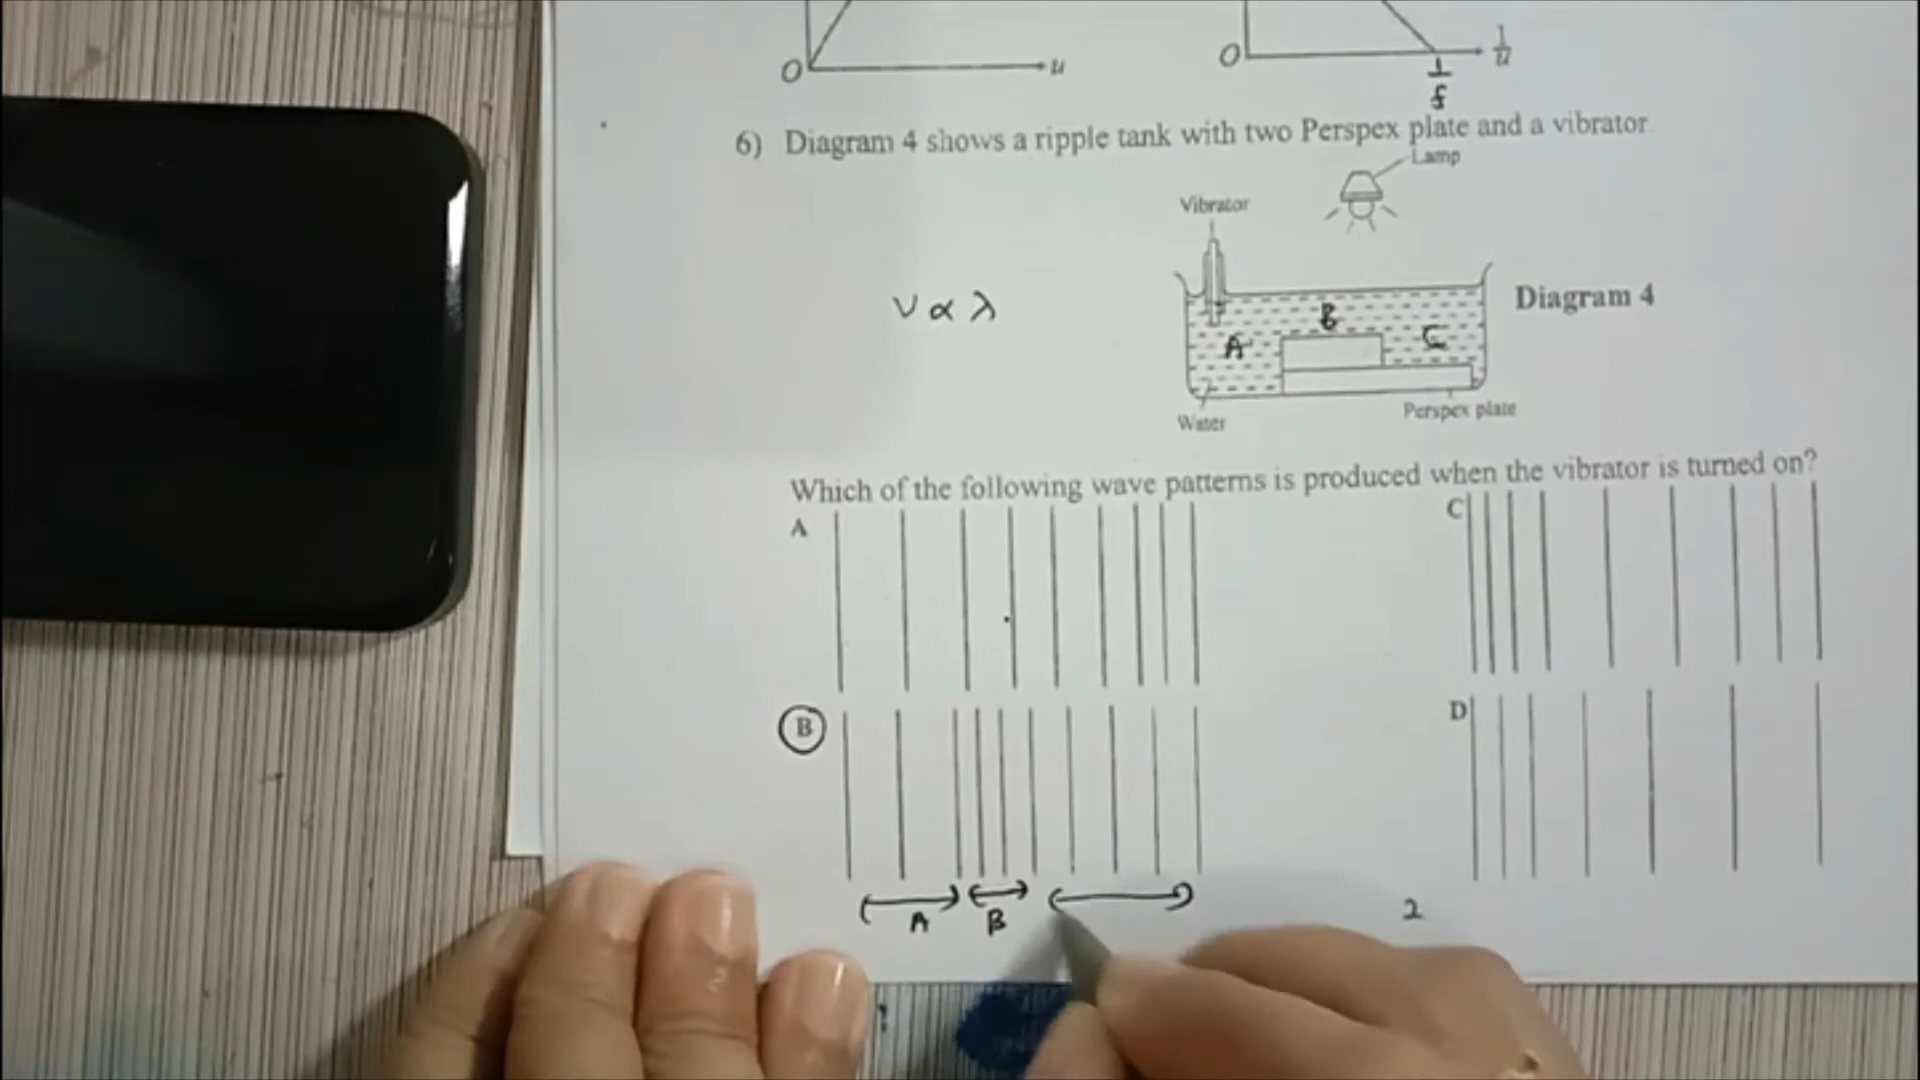 O u
O 1/u
1/f
6) Diagram 4 shows a ripple tank with two Perspex plate and a vibrator.
Lamp
Vibrator
V ∝ λ
Diagram 4
B
A C
Perspex plate
Water
Which of the following wave patterns is produced when the vibrator is turned on?
A
C
B
D
A B
2